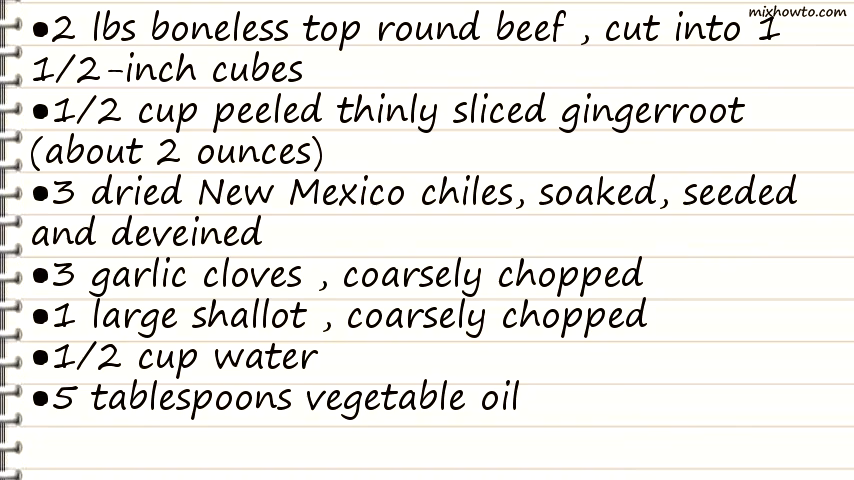 mixhowto.com
•2 lbs boneless top round beef , cut into 1
1/2-inch cubes
•1/2 cup peeled thinly sliced gingerroot
(about 2 ounces)
•3 dried New Mexico chiles, soaked, seeded
and deveined
•3 garlic cloves , coarsely chopped
•1 large shallot , coarsely chopped
•1/2 cup water
•5 tablespoons vegetable oil